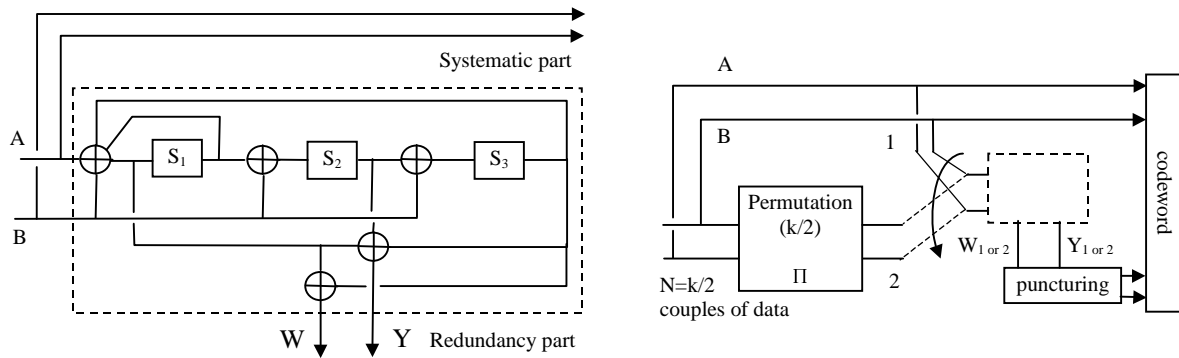 Systematic part
A
S1
S2
S3
B
W
Y
Redundancy part
A
B
1
Permutation
(k/2)
Π
2
N=k/2
couples of data
W1 or 2
Y1 or 2
puncturing
codeword